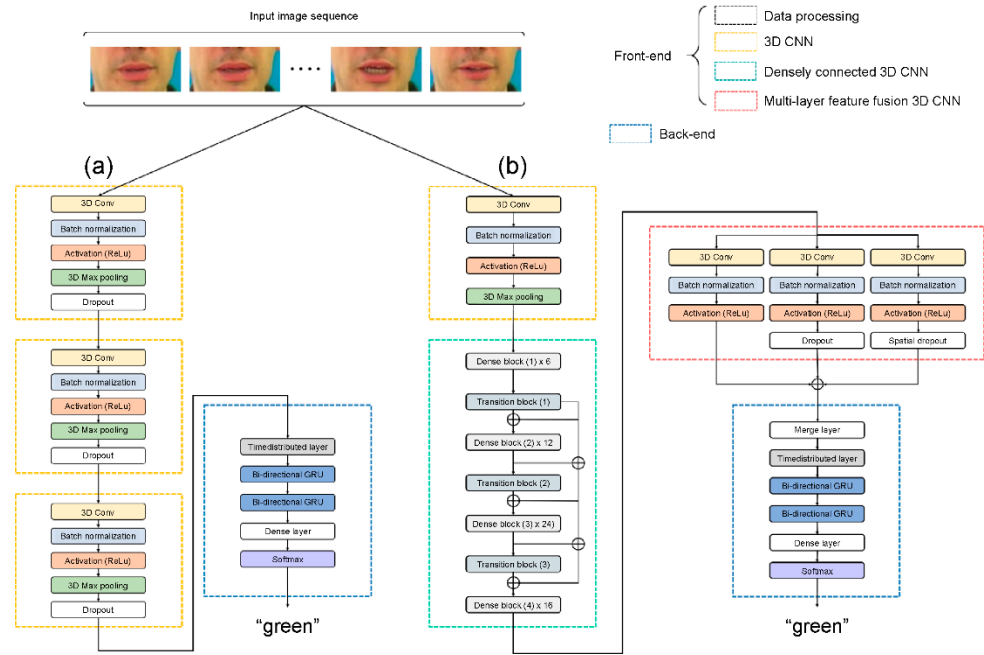 Input image sequence
Front-end
Data processing
3D CNN
Densely connected 3D CNN
Multi-layer feature fusion 3D CNN
Back-end
(a)
3D Conv
Batch normalization
Activation (ReLu)
3D Max pooling
Dropout
3D Conv
Batch normalization
Activation (ReLu)
3D Max pooling
Dropout
3D Conv
Batch normalization
Activation (ReLu)
3D Max pooling
Dropout
Timedistributed layer
Bi-directional GRU
Bi-directional GRU
Dense layer
Softmax
“green”
(b)
3D Conv
Batch normalization
Activation (ReLu)
3D Max pooling
Dense block (1) x 6
Transition block (1)
Dense block (2) x 12
Transition block (2)
Dense block (3) x 24)
Transition block (3)
Dense block (4) x 16
3D Conv
Batch normalization
Activation (ReLu)
3D Conv
Batch normalization
Activation (ReLu)
Dropout
3D Conv
Batch normalization
Activation (ReLu)
Spatial dropout
Merge layer
Timedistributed layer
Bi-directional GRU
Bi-directional GRU
Dense layer
Softmax
“green”